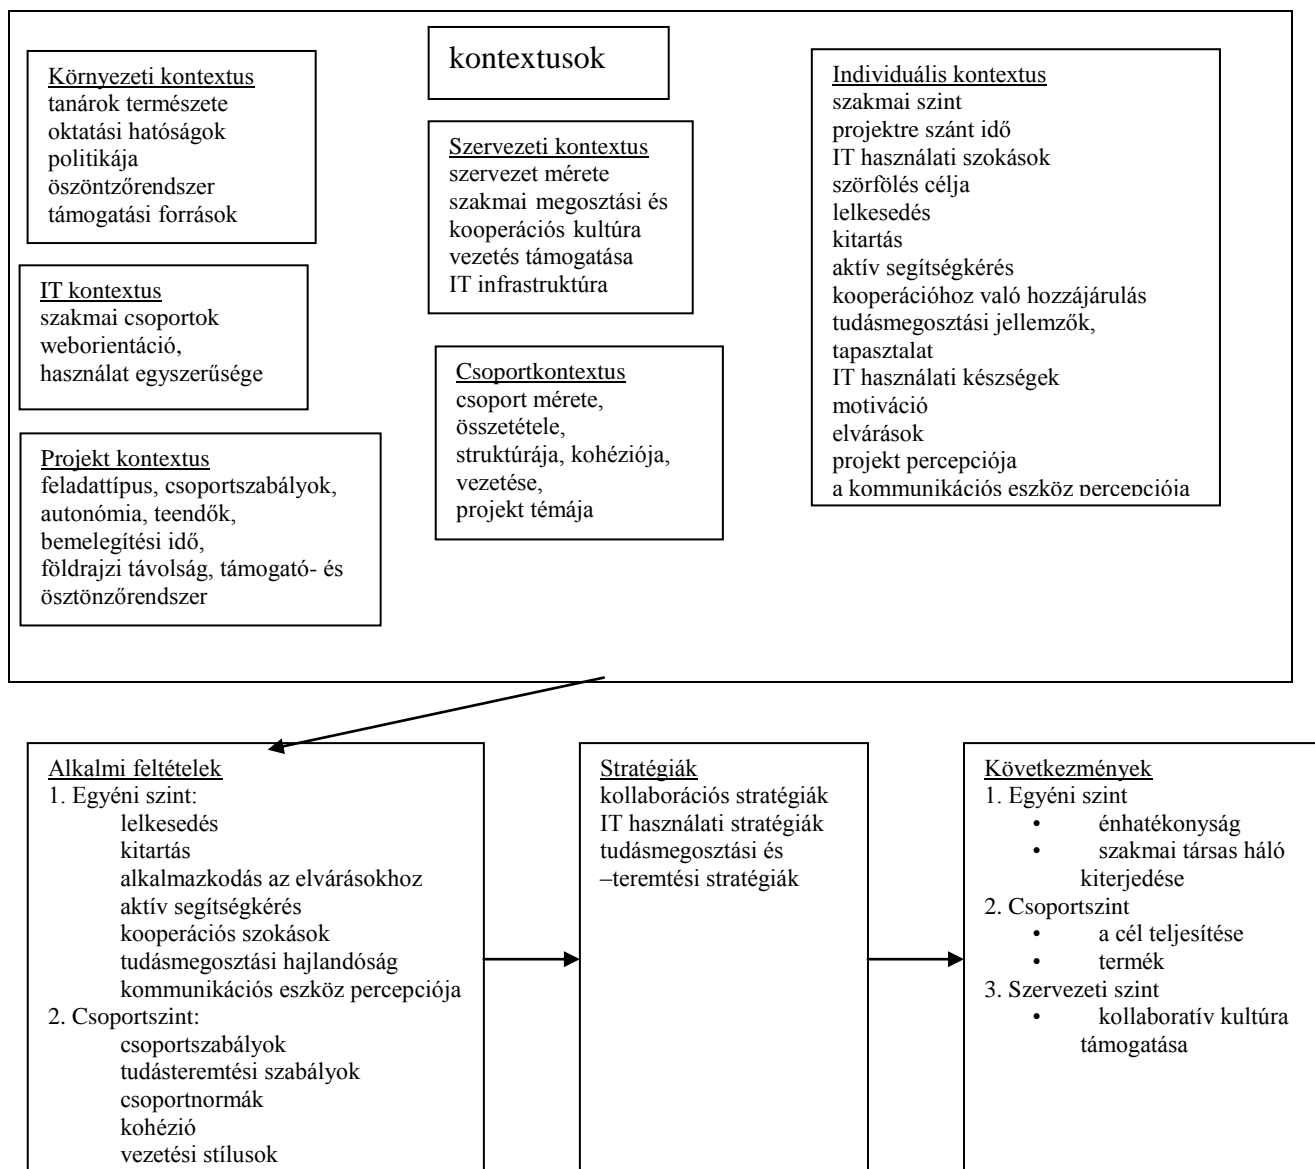 kontextusok
Környezeti kontextus
tanárok természete
oktatási hatóságok
politikája
öszöntzőrendszer
támogatási források
IT kontextus
szakmai csoportok
weborientáció,
használat egyszerűsége
Projekt kontextus
feladattípus, csoportszabályok,
autonómia, teendők,
bemelegítési idő,
földrajzi távolság, támogató- és
ösztönzőrendszer
Szervezeti kontextus
szervezet mérete
szakmai megosztási és
kooperációs kultúra
vezetés támogatása
IT infrastruktúra
Csoportkontextus
csoport mérete,
összetétele,
struktúrája, kohéziója,
vezetése,
projekt témája
Individuális kontextus
szakmai szint
projektre szánt idő
IT használati szokások
szörfölés célja
lelkesedés
kitartás
aktív segítségkérés
kooperációhoz való hozzájárulás
tudásmegosztási jellemzők,
tapasztalat
IT használati készségek
motiváció
elvárások
projekt percepciója
a kommunikációs eszköz percepciója
Alkalmi feltételek
1. Egyéni szint:
lelkesedés
kitartás
alkalmazkodás az elvárásokhoz
aktív segítségkérés
kooperációs szokások
tudásmegosztási hajlandóság
kommunikációs eszköz percepciója
2. Csoportszint:
csoportszabályok
tudásteremtési szabályok
csoportnormák
kohézió
vezetési stílusok
Stratégiák
kollaborációs stratégiák
IT használati stratégiák
tudásmegosztási és
–teremtési stratégiák
Következmények
1. Egyéni szint
• énhatékonyság
• szakmai társas háló
kiterjedése
2. Csoportszint
• a cél teljesítése
• termék
3. Szervezeti szint
• kollaboratív kultúra
támogatása